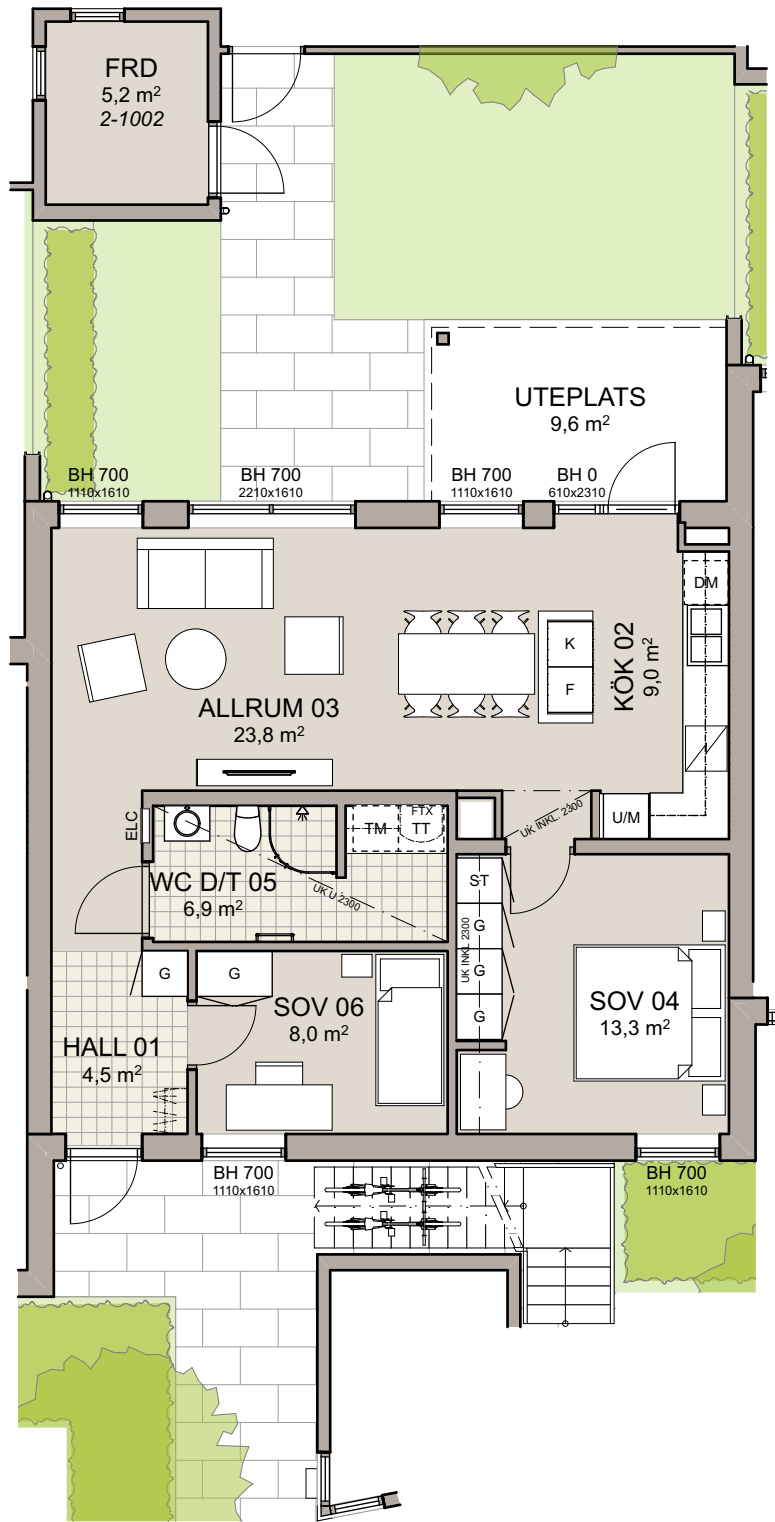 FRD
5,2 m²
2-1002
UTEPLATS
9,6 m²
BH 700
1110x1610
BH 700
2210x1610
BH 700
1110x1610
BH 0
610x2310
DM
K
F
KÖK 02
9,0 m²
ALLRUM 03
23,8 m²
ELC
TM
FTX
TT
UK INKL. 2300
U/M
WC D/T 05
6,9 m²
UK U 2300
ST
G
G
G
UK INKL 2300
G
G
SOV 06
8,0 m²
SOV 04
13,3 m²
HALL 01
4,5 m²
BH 700
1110x1610
BH 700
1110x1610